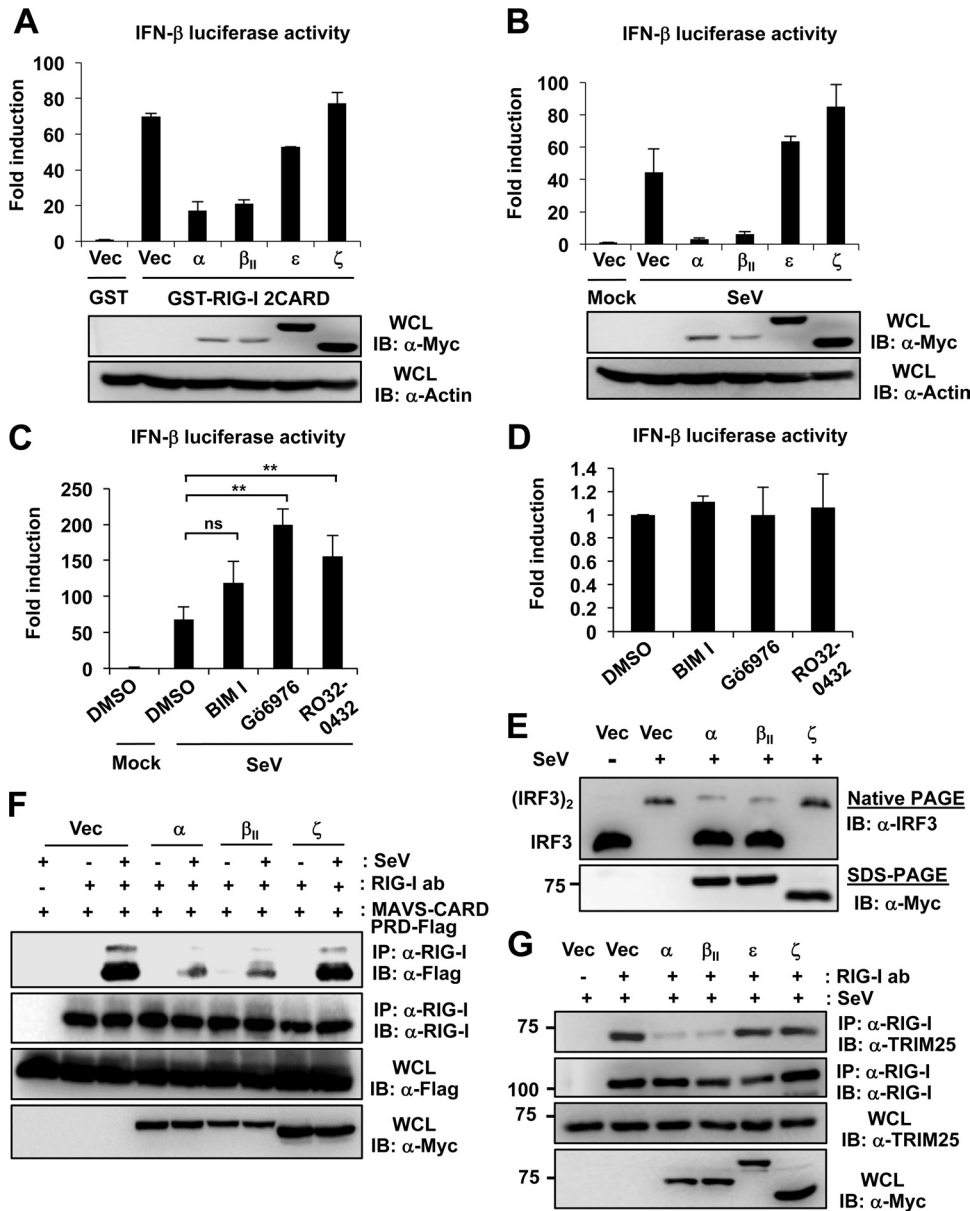 A
IFN-β luciferase activity
Fold induction
100
80
60
40
20
0
Vec Vec α βII ε ζ
GST GST-RIG-I 2CARD
WCL
IB: α-Myc
WCL
IB: α-Actin
B
IFN-β luciferase activity
Fold induction
100
80
60
40
20
0
Vec Vec α βII ε ζ
Mock SeV
WCL
IB: α-Myc
WCL
IB: α-Actin
C
IFN-β luciferase activity
Fold induction
250
200
150
100
50
0
**
**
ns
DMSO DMSO BIM I Gö6976 RO32-0432
Mock SeV
D
IFN-β luciferase activity
Fold induction
1.4
1.2
1
0.8
0.6
0.4
0.2
0
DMSO BIM I Gö6976 RO32-0432
E
Vec Vec α βII ζ
SeV - + + + +
(IRF3)2
IRF3
Native PAGE
IB: α-IRF3
75
SDS-PAGE
IB: α-Myc
F
Vec α βII ζ
+ - + - + - + - + : SeV
- + + + + + + + + : RIG-I ab
+ + + + + + + + + : MAVS-CARD
PRD-Flag
IP: α-RIG-I
IB: α-Flag
IP: α-RIG-I
IB: α-RIG-I
WCL
IB: α-Flag
WCL
IB: α-Myc
G
Vec Vec α βII ε ζ
- + + + + + : RIG-I ab
+ + + + + + : SeV
75
IP: α-RIG-I
IB: α-TRIM25
100
IP: α-RIG-I
IB: α-RIG-I
75
WCL
IB: α-TRIM25
75
WCL
IB: α-Myc